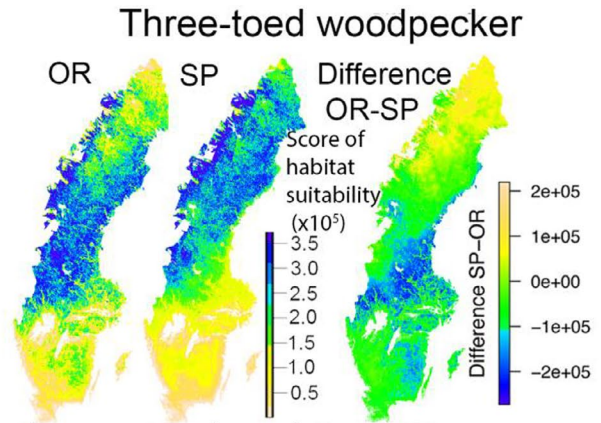 Three-toed woodpecker
OR
SP
Difference
OR-SP
Score of
habitat
suitability
(x10⁵)
3.5
3.0
2.5
2.0
1.5
1.0
0.5
Difference SP–OR
2e+05
1e+05
0e+00
-1e+05
-2e+05